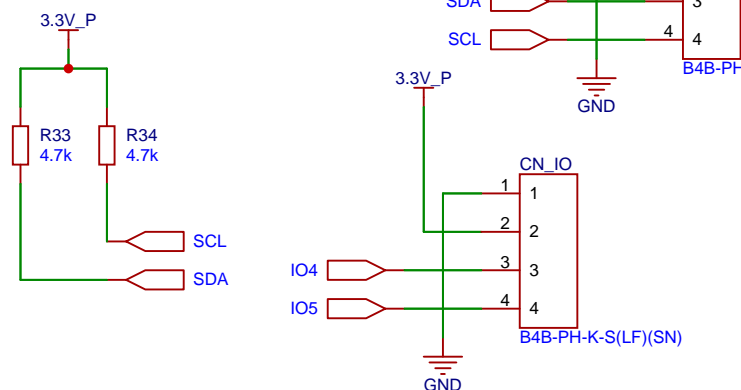 SDA
3
SCL
4
4
B4B-PH
GND
3.3V_P
R33
4.7k
R34
4.7k
SCL
SDA
3.3V_P
CN_IO
1
1
2
2
IO4
3
3
IO5
4
4
B4B-PH-K-S(LF)(SN)
GND